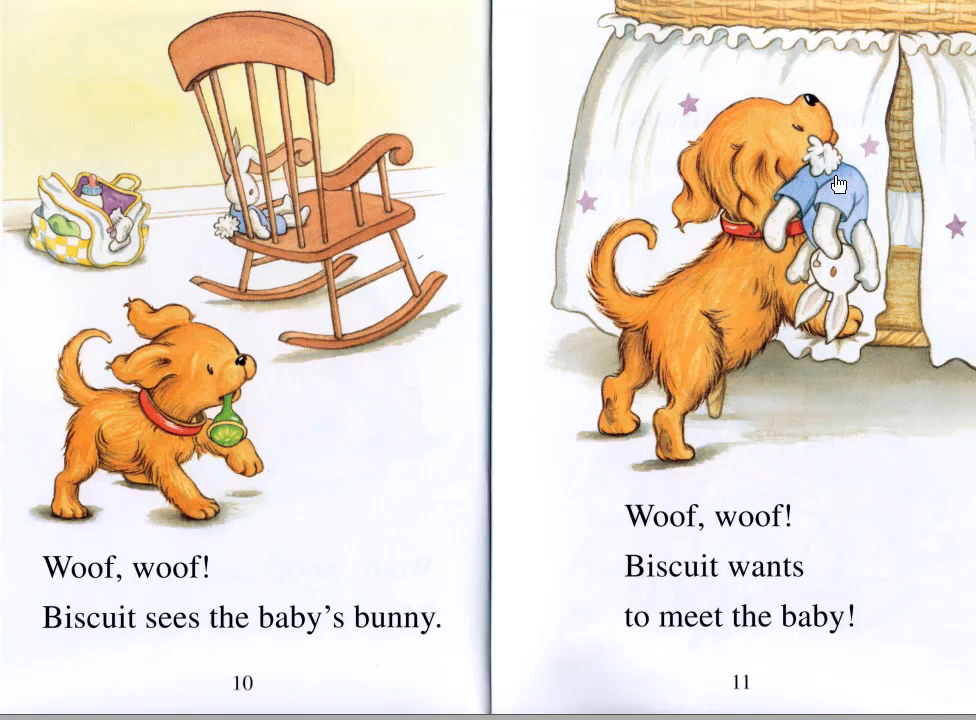 Woof, woof!
Biscuit sees the baby's bunny.
10
Woof, woof!
Biscuit wants
to meet the baby!
11